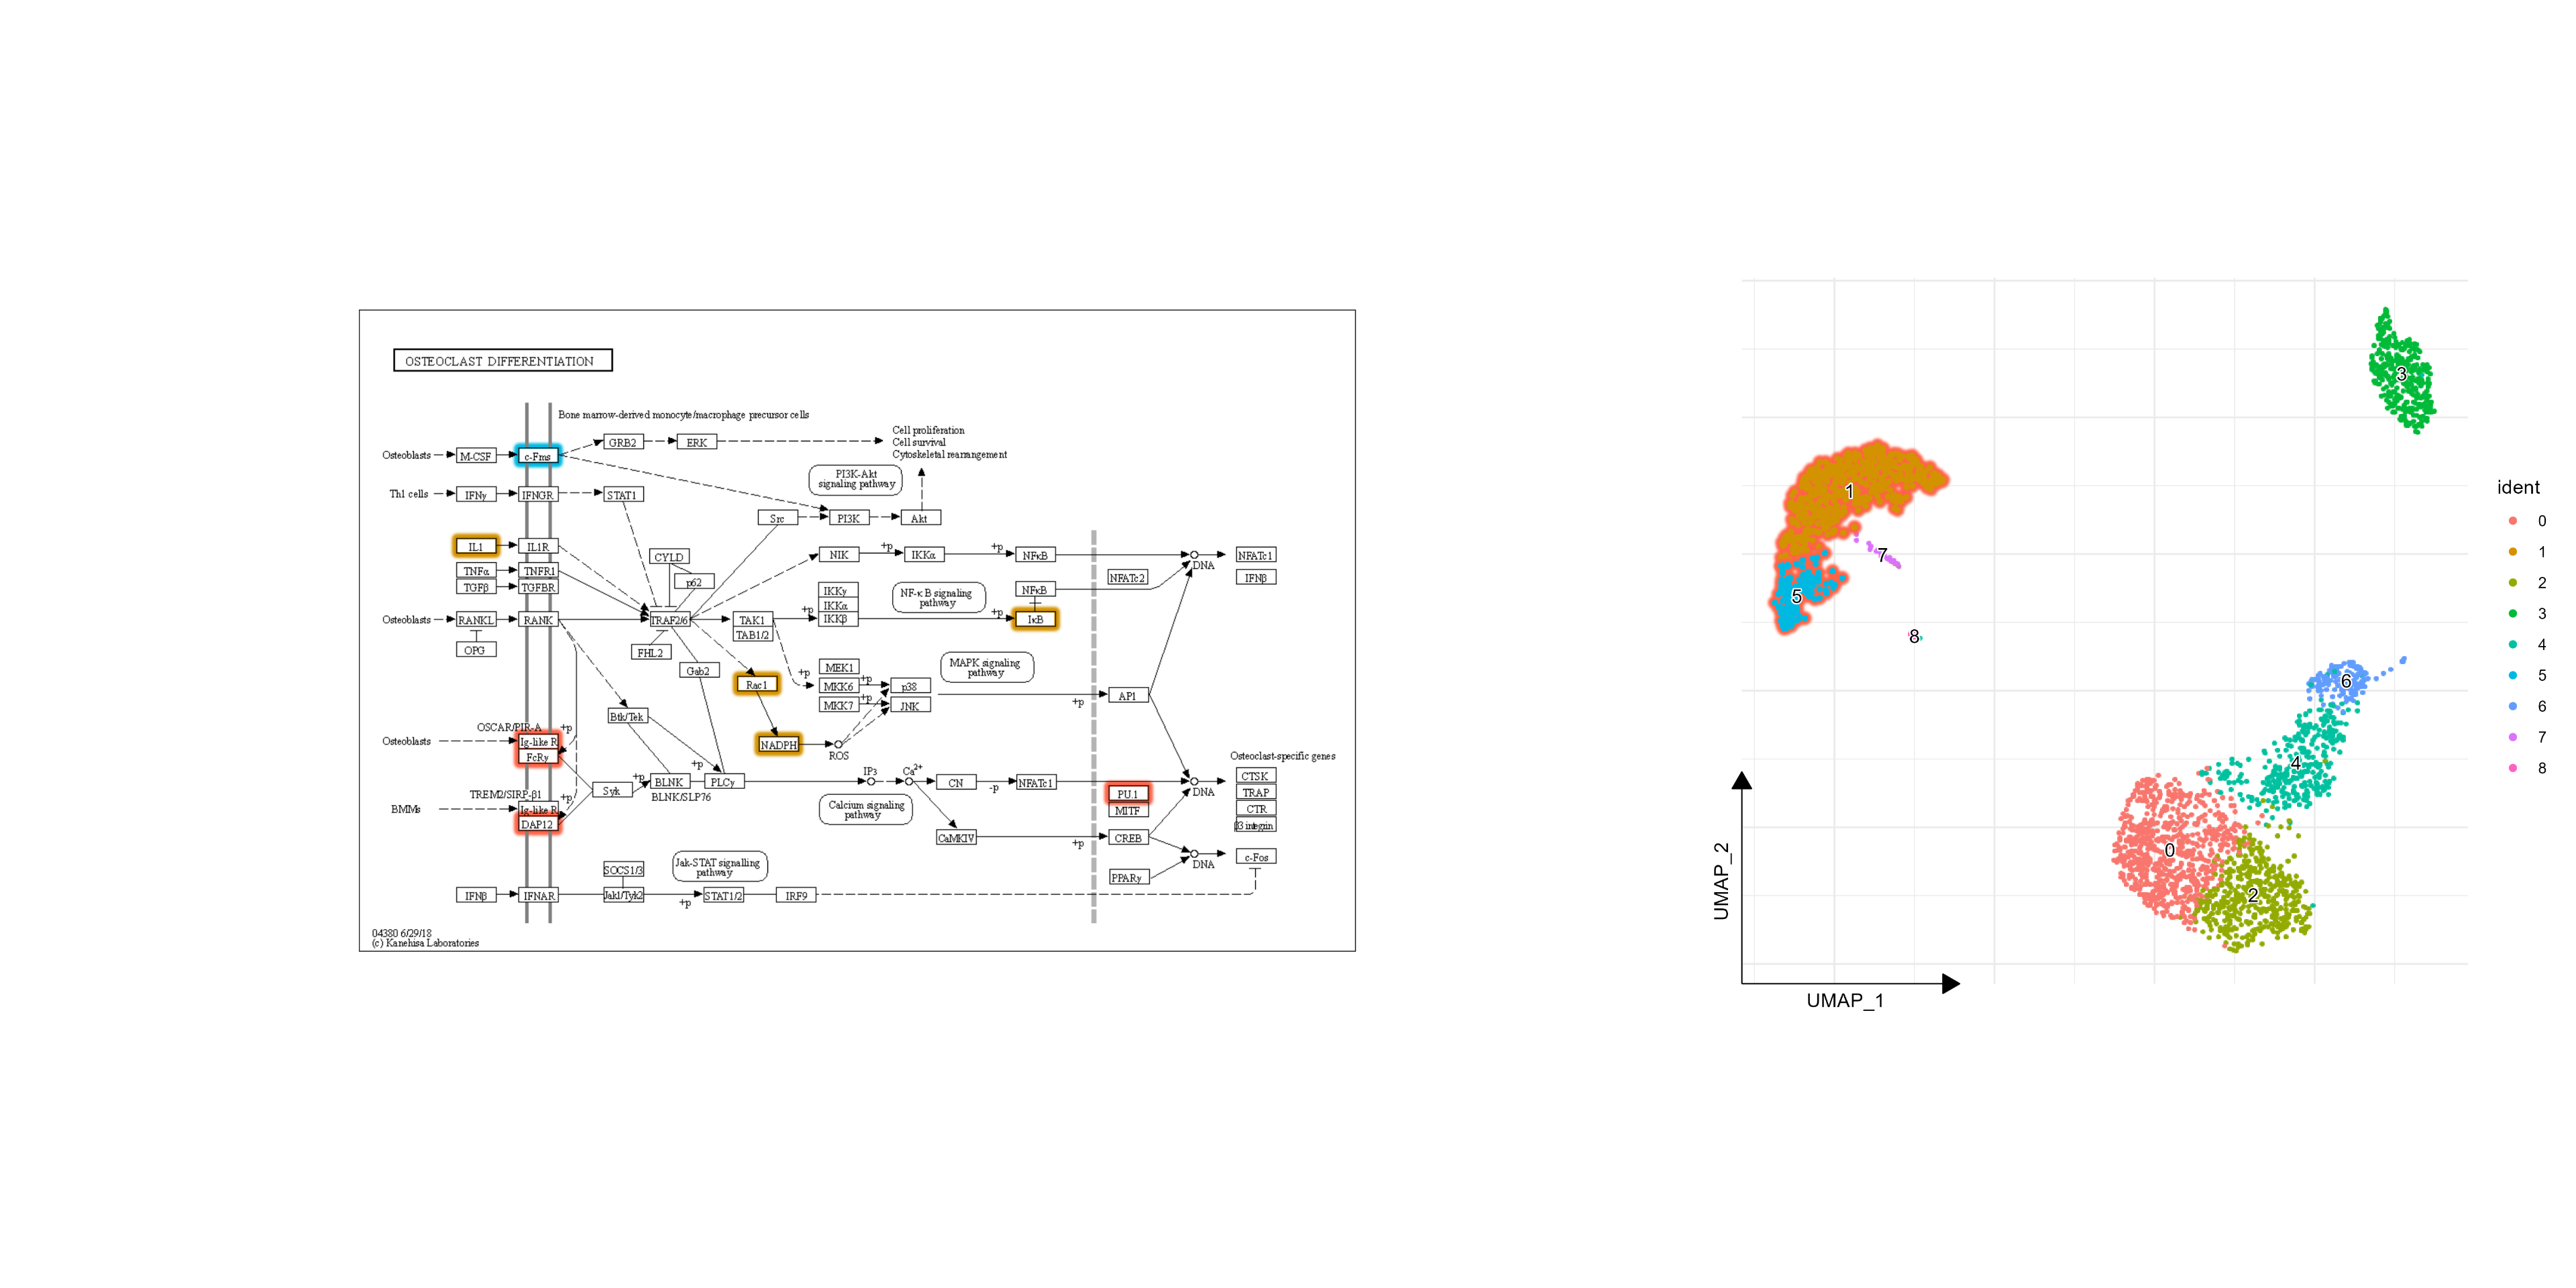 OSTEOCLAST DIFFERENTIATION
Bone marrow-derived monocyte/macrophage precursor cells
Osteoblasts
M-CSF
c-Fms
GRB2
ERK
Cell proliferation
Cell survival
Cytoskeletal rearrangement
PI3K-Akt
signaling pathway
Th1 cells
IFNγ
IFNGR
STAT1
Src
PI3K
Akt
IL1
IL1R
TNFα
TNFR1
TGFβ
TGFBR
CYLD
p62
NIK
+p
IKKα
+p
NFκB
DNA
NFATc1
IFNβ
NFATc2
IKKγ
IKKα
IKKβ
NF-κ B signaling
pathway
NFκB
+p
+p
IκB
Osteoblasts
RANKL
RANK
OPG
TRAF2/6
TAK1
TAB1/2
FHL2
Gab2
Rac1
+p
MEK1
MKK6
MKK7
+p
+p
p38
JNK
MAPK signaling
pathway
+p
AP1
Btk/Tek
NADPH
ROS
OSCAR/PIR-A
+p
Osteoblasts
Ig-like R
FcRγ
TREM2/SIRP-β1
+p
BMMs
Ig-like R
DAP12
Syk
+p
BLNK
+p
PLCγ
BLNK/SLP76
IP3
Ca2+
CN
-p
NFATc1
Calcium signaling
pathway
CaMKIV
+p
PU.1
MITF
CREB
PPARγ
DNA
DNA
Osteoclast-specific genes
CTSK
TRAP
CTR
β3 integrin
c-Fos
Jak-STAT signalling
pathway
SOCS1/3
IFNβ
IFNAR
Jak1/Tyk2
+p
STAT1/2
IRF9
04380 6/29/18
(c) Kanehisa Laboratories
3
1
7
5
8
6
4
0
2
UMAP_2
UMAP_1
ident
0
1
2
3
4
5
6
7
8